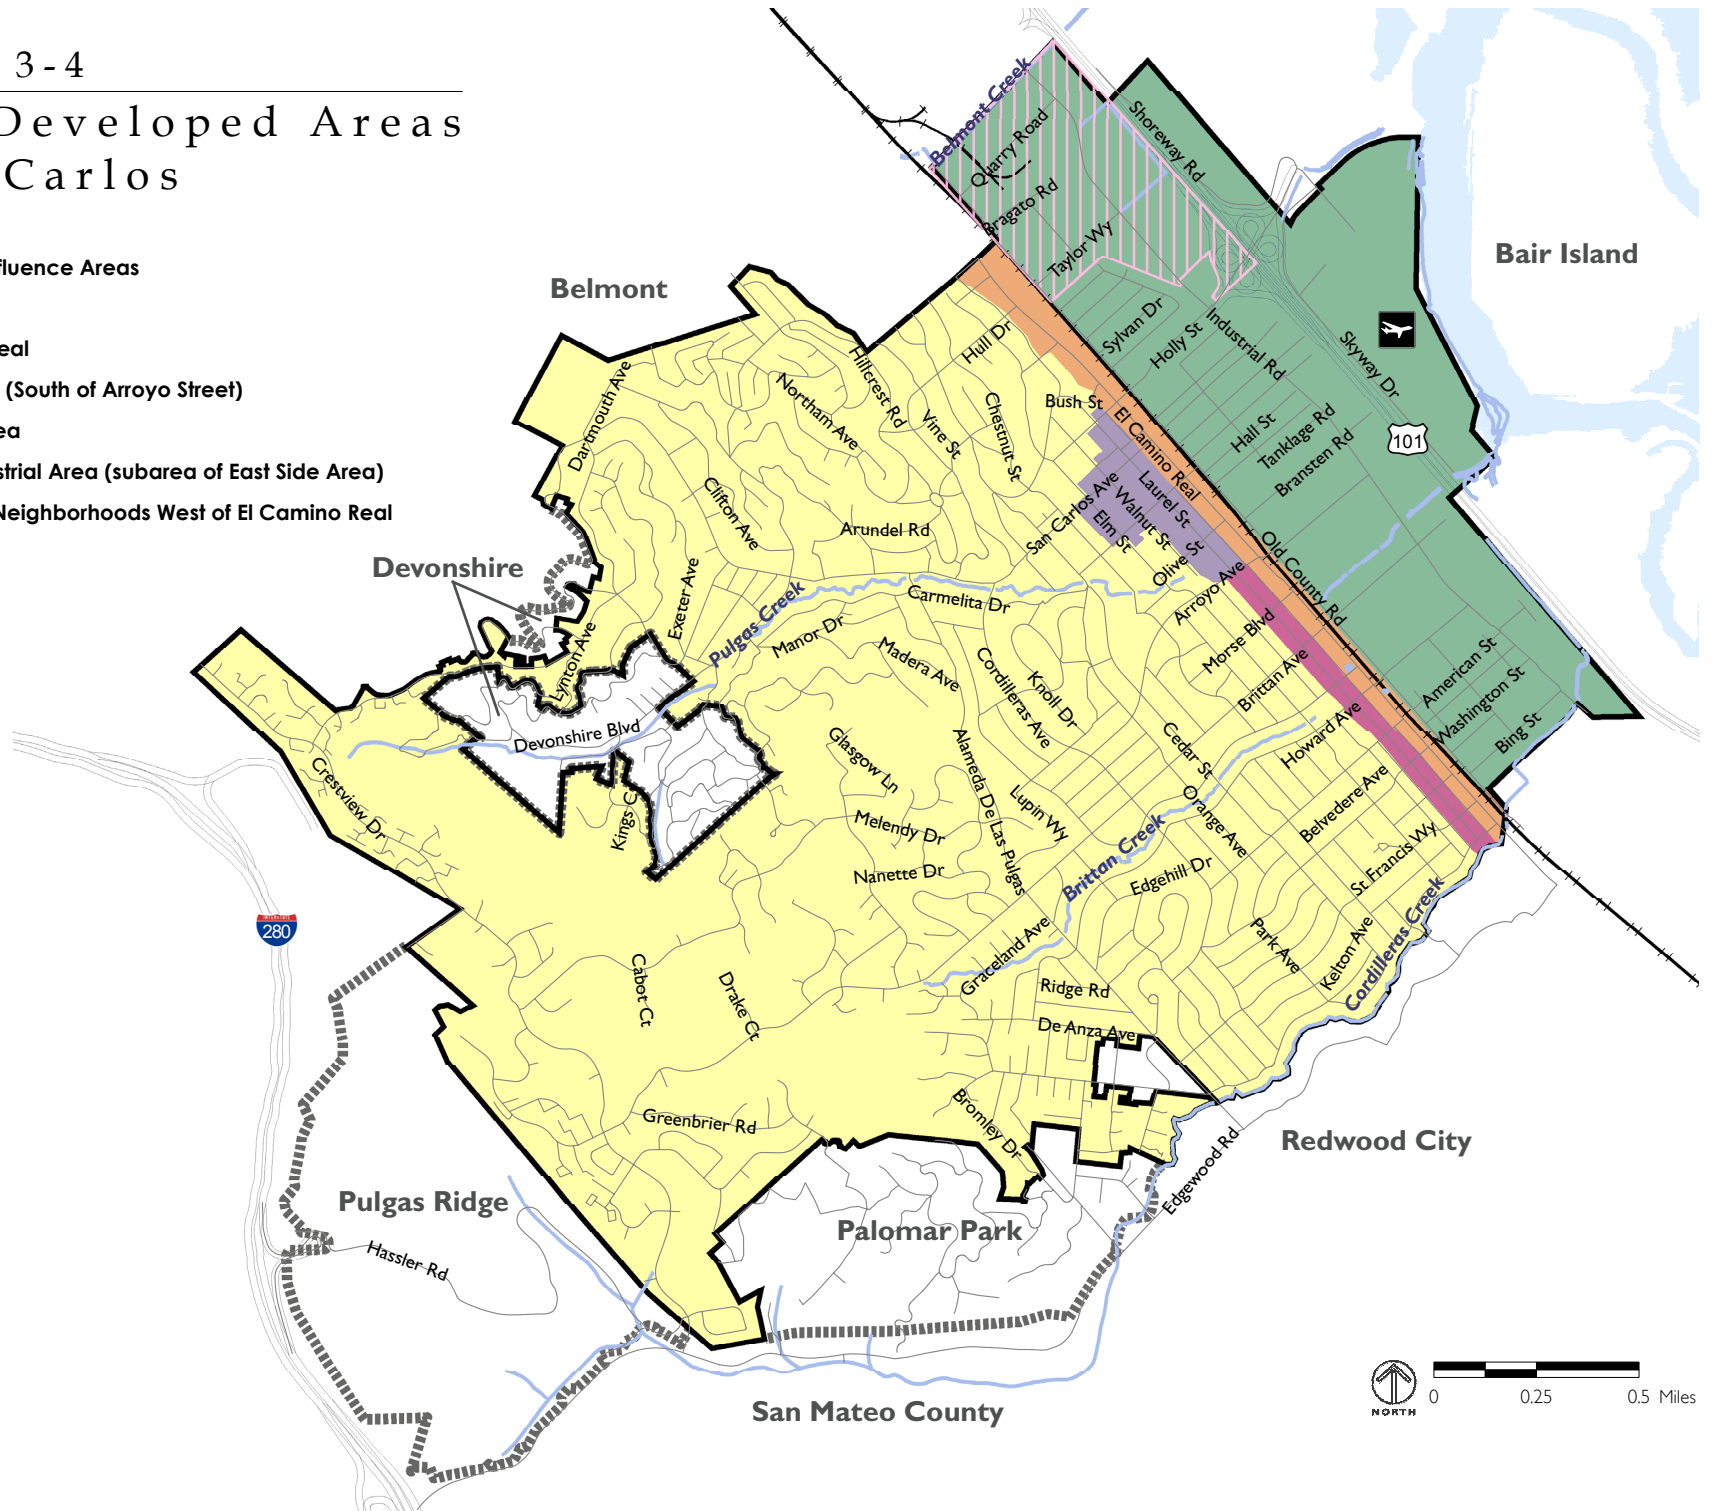 3-4
Developed Areas
Carlos
fluence Areas
eal
(South of Arroyo Street)
ea
strial Area (subarea of East Side Area)
Neighborhoods West of El Camino Real
Belmont
Bair Island
Devonshire
Redwood City
Pulgas Ridge
Palomar Park
San Mateo County
Belmont Creek
Quarry Road
Bragato Rd
Taylor Wy
Shoreway Rd
Sylvan Dr
Holly St
Industrial Rd
Skyway Dr
Hall St
Tanklage Rd
Bransten Rd
101
Hull Dr
Hillcrest Rd
Northam Ave
Vine St
Chestnut St
Bush St
El Camino Real
Dartmouth Ave
Clifton Ave
Arundel Rd
San Carlos Ave
Laurel St
Walnut St
Elm St
Olive St
Arroyo Ave
Old County Rd
Exeter Ave
Pulgas Creek
Carmelita Dr
Manor Dr
Madera Ave
Cordilleras Ave
Knoll Dr
Morse Blvd
Brittan Ave
American St
Washington St
Bing St
Howard Ave
Lynton Ave
Devonshire Blvd
Kings C
Crestview Dr
Glasgow Ln
Melendy Dr
Nanette Dr
Alameda De Las Pulgas
Lupin Wy
Cedar St
Orange Ave
Belvedere Ave
St Francis Wy
Brittan Creek
Edgehill Dr
Graceland Ave
Park Ave
Kelton Ave
Cordilleras Creek
INTERSTATE
280
Cabot Ct
Drake Ct
Ridge Rd
De Anza Ave
Greenbrier Rd
Bromley Dr
Edgewood Rd
Hassler Rd
NORTH
0 0.25 0.5 Miles